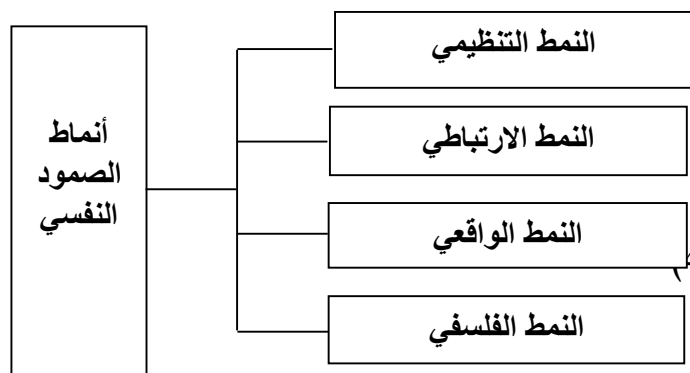 أنماط
الصمود
النفسي
النمط التنظيمي
النمط الارتباطي
النمط الواقعي
النمط الفلسفي